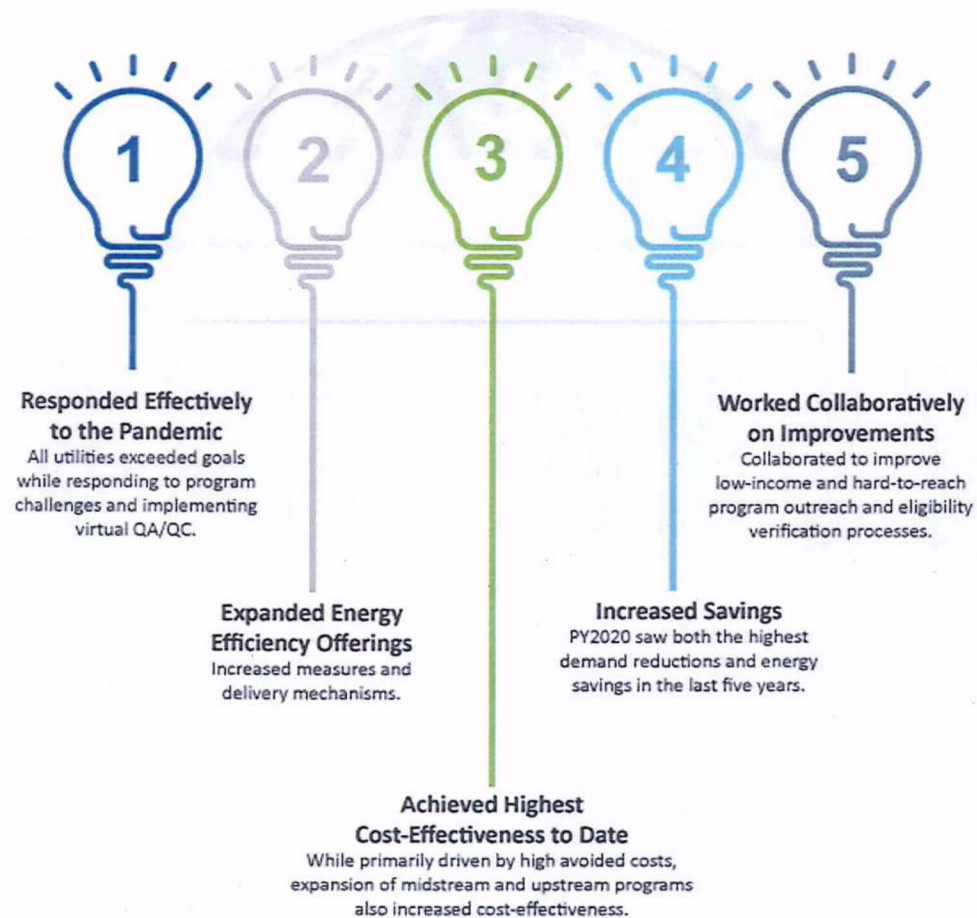 1
2
3
4
5
Responded Effectively
to the Pandemic
All utilities exceeded goals
while responding to program
challenges and implementing
virtual QA/QC.
Expanded Energy
Efficiency Offerings
Increased measures and
delivery mechanisms.
Achieved Highest
Cost-Effectiveness to Date
While primarily driven by high avoided costs,
expansion of midstream and upstream programs
also increased cost-effectiveness.
Increased Savings
PY2020 saw both the highest
demand reductions and energy
savings in the last five years.
Worked Collaboratively
on Improvements
Collaborated to improve
low-income and hard-to-reach
program outreach and eligibility
verification processes.